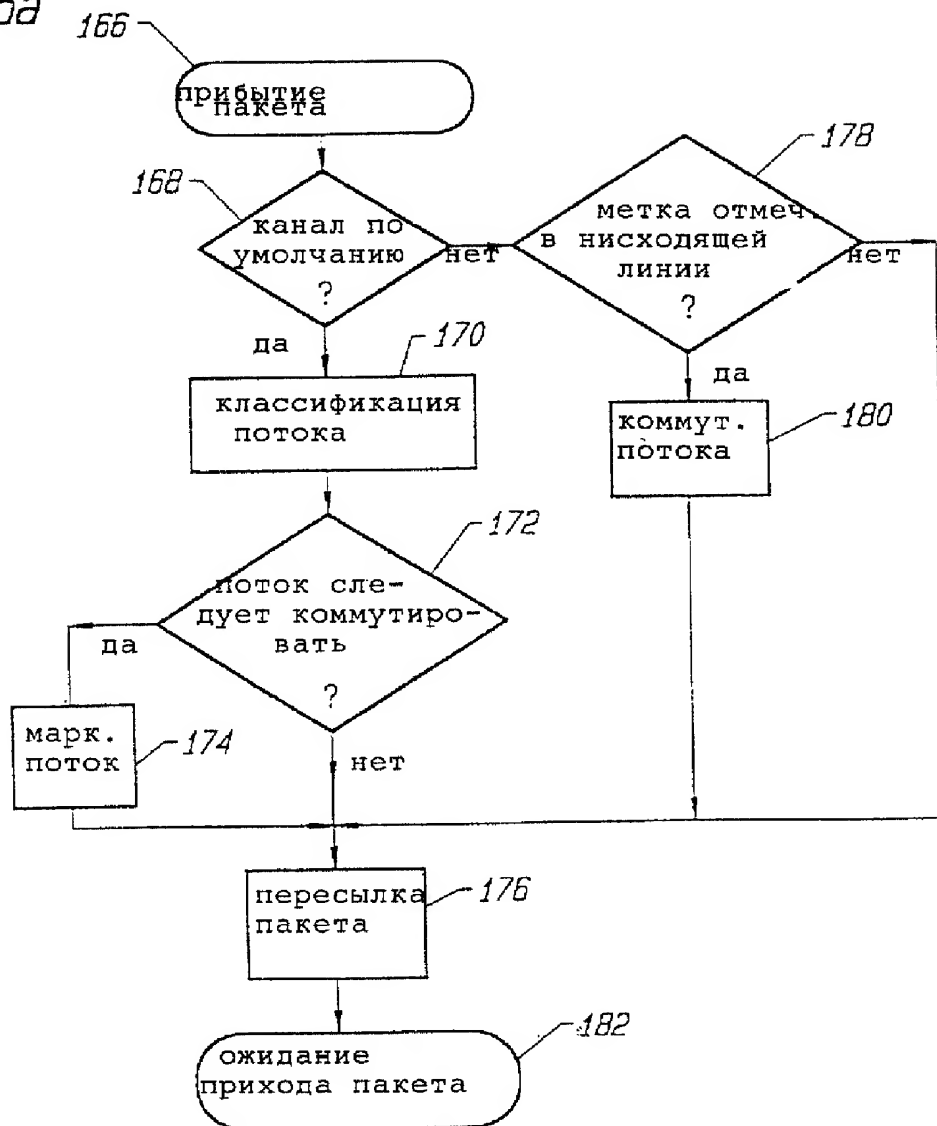 166
прибытие
пакета
168
канал по
умолчанию
?
нет
178
метка отмеч.
в нисходящей
линии
?
нет
да
170
классификация
потока
да
коммут.
потока
180
172
поток сле-
дует коммутиро-
вать
?
да
марк.
поток
174
нет
пересылка
пакета
176
182
ожидание
прихода пакета